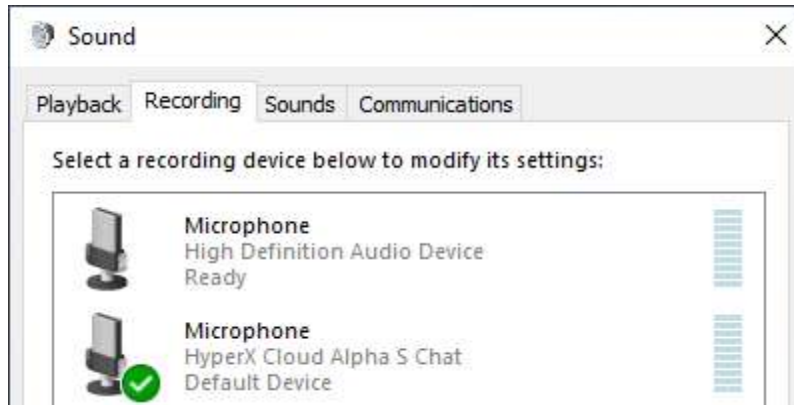 Sound
Playback Recording Sounds Communications
Select a recording device below to modify its settings:
Microphone
High Definition Audio Device
Ready
Microphone
HyperX Cloud Alpha S Chat
Default Device